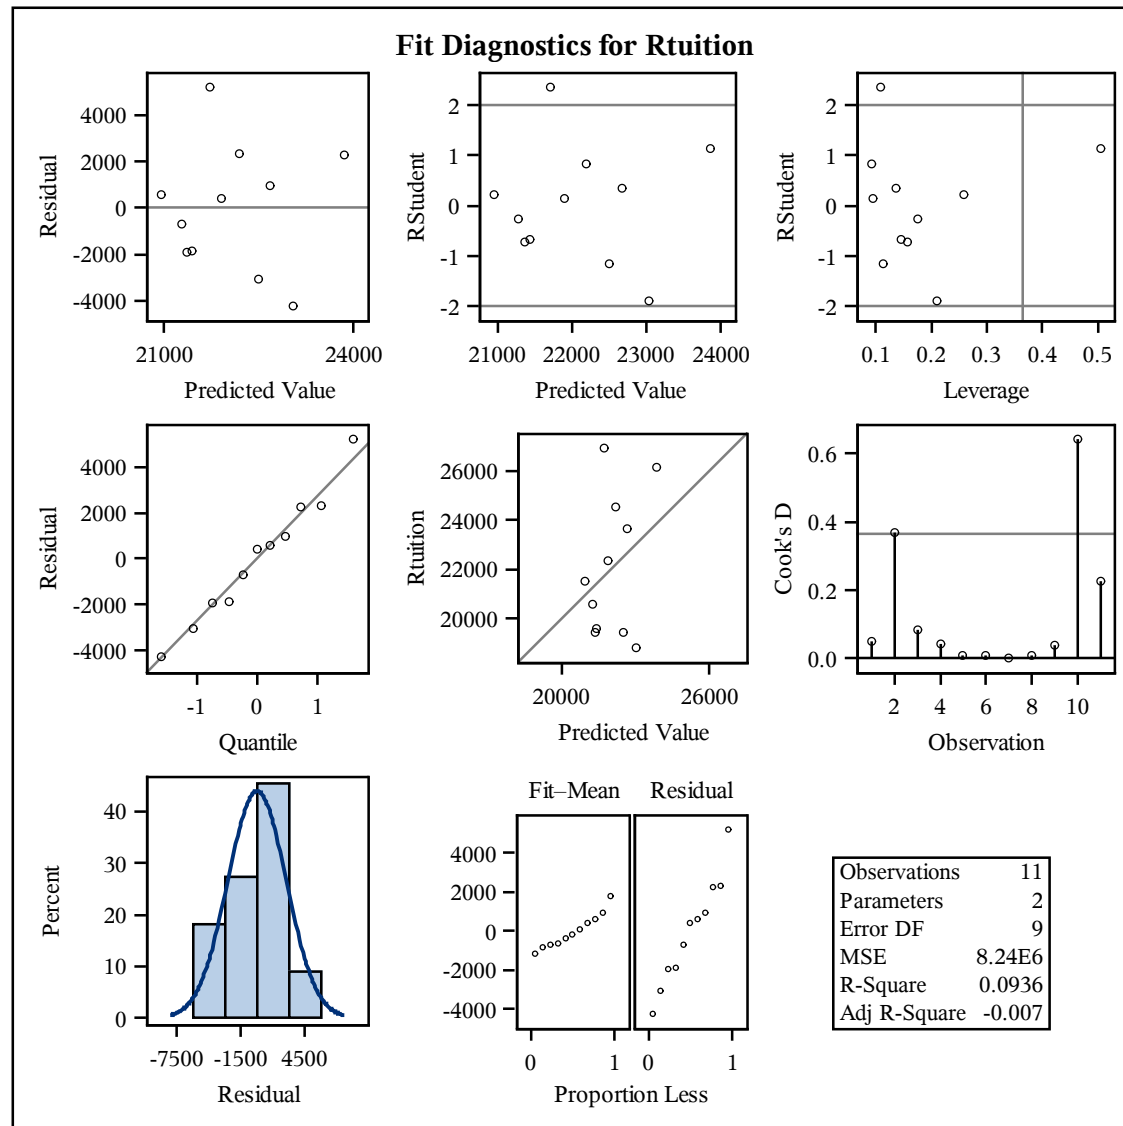 Fit Diagnostics for Rtuition
Residual
4000
2000
0
-2000
-4000
21000 24000
Predicted Value
RStudent
2
1
0
-1
-2
21000 22000 23000 24000
Predicted Value
RStudent
2
1
0
-1
-2
0.1 0.2 0.3 0.4 0.5
Leverage
Residual
4000
2000
0
-2000
-4000
-1 0 1
Quantile
Rtuition
26000
24000
22000
20000
20000 26000
Predicted Value
Cook's D
0.6
0.4
0.2
0.0
2 4 6 8 10
Observation
Percent
40
30
20
10
0
-7500 -1500 4500
Residual
Fit–Mean Residual
4000
2000
0
-2000
-4000
0 1 0 1
Proportion Less
Observations 11
Parameters 2
Error DF 9
MSE 8.24E6
R-Square 0.0936
Adj R-Square -0.007